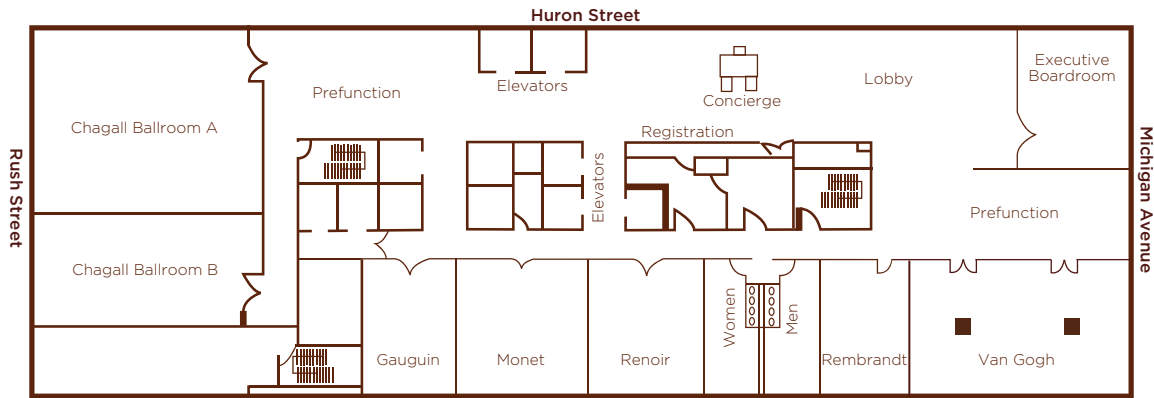 Huron Street
Executive
Boardroom
Lobby
Elevators
Prefunction
Concierge
Chagall Ballroom A
Registration
Rush Street
Elevators
Michigan Avenue
Prefunction
Chagall Ballroom B
Women
Men
Gauguin
Monet
Renoir
Rembrandt
Van Gogh